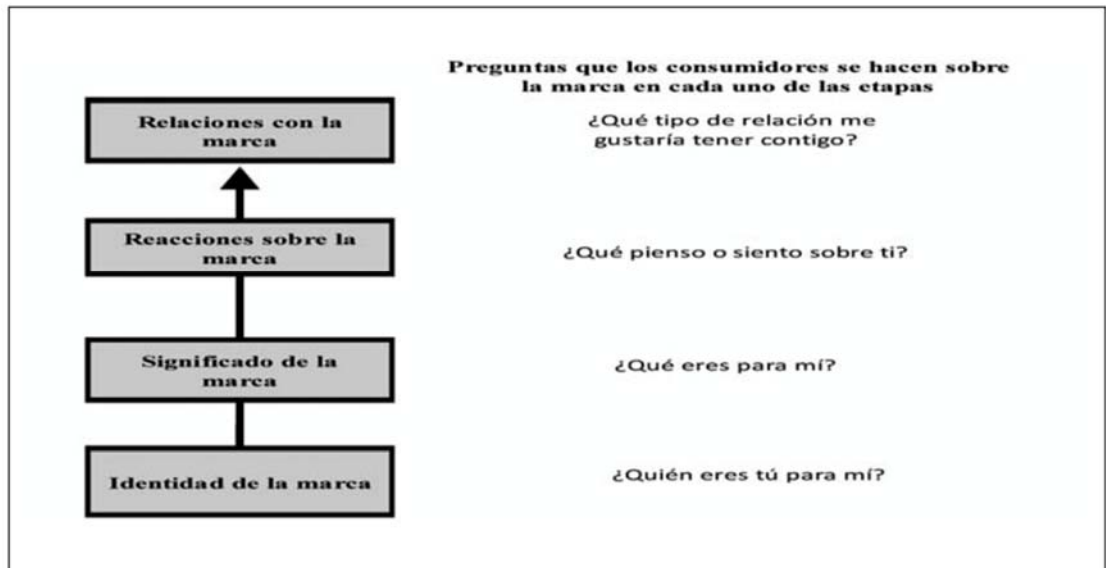 Preguntas que los consumidores se hacen sobre
la marca en cada uno de las etapas
Relaciones con la
marca
¿Qué tipo de relación me
gustaría tener contigo?
Reacciones sobre la
marca
¿Qué pienso o siento sobre ti?
Significado de la
marca
¿Qué eres para mí?
Identidad de la marca
¿Quién eres tú para mí?